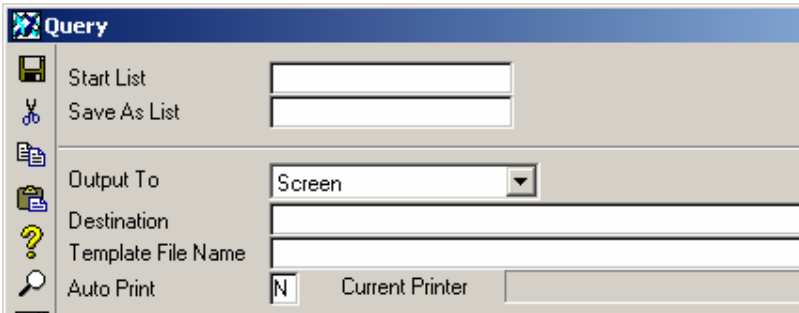 Query
Start List
Save As List
Output To Screen
Destination
Template File Name
Auto Print N Current Printer